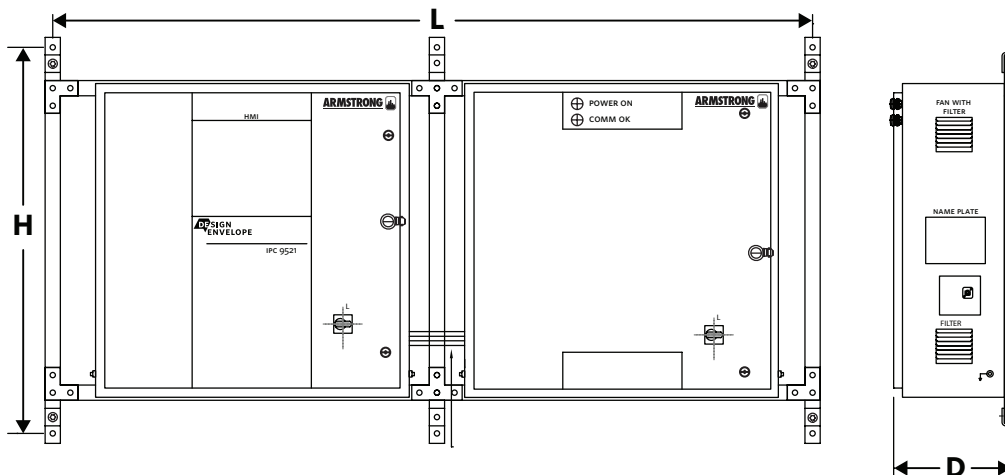 L
H
ARMSTRONG
HMI
DESIGN
ENVELOPE
IPC 9521
L
POWER ON
COMM OK
ARMSTRONG
L
FAN WITH
FILTER
NAME PLATE
FILTER
D